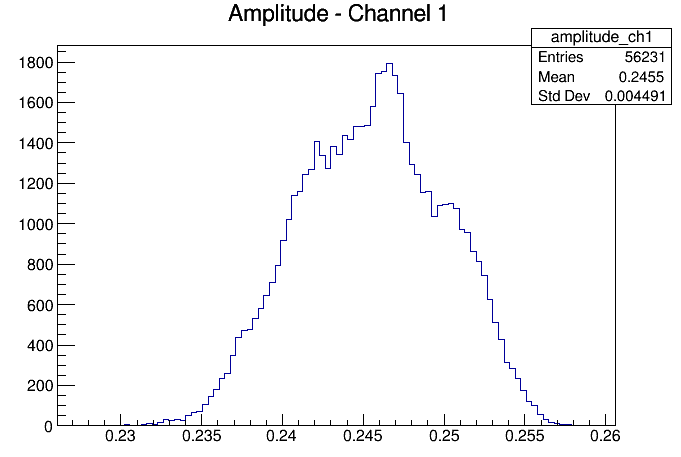 Amplitude - Channel 1
amplitude_ch1
Entries 56231
Mean 0.2455
Std Dev 0.004491
1800
1600
1400
1200
1000
800
600
400
200
0
0.23 0.235 0.24 0.245 0.25 0.255 0.26